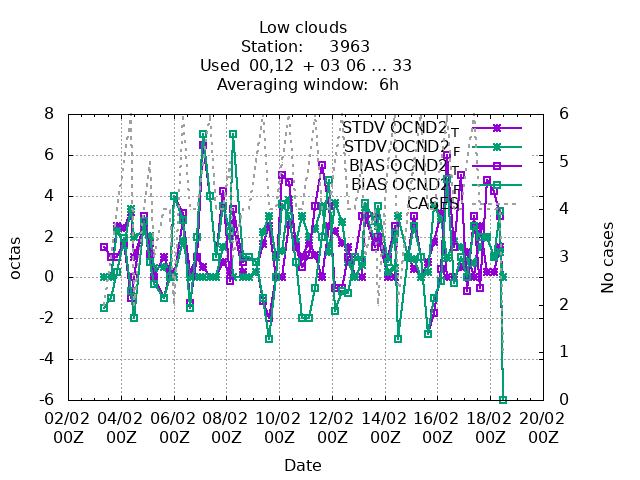 Low clouds
Station: 3963
Used 00,12 + 03 06 ... 33
Averaging window: 6h
STDV OCND2_T
STDV OCND2_F
BIAS OCND2_T
BIAS OCND2_F
CASES
8
6
4
2
0
-2
-4
-6
octas
6
5
4
3
2
1
0
No cases
02/02 04/02 06/02 08/02 10/02 12/02 14/02 16/02 18/02 20/02
00Z 00Z 00Z 00Z 00Z 00Z 00Z 00Z 00Z 00Z
Date